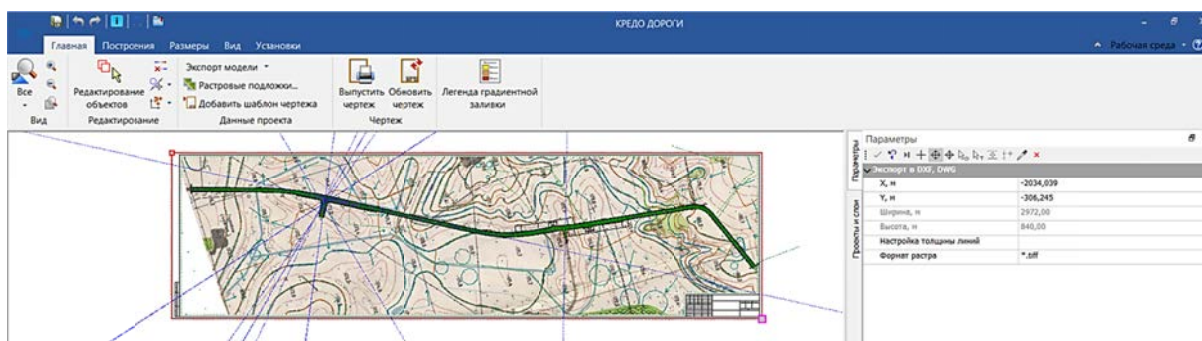 КРЕДО ДОРОГИ
Главная Построения Размеры Вид Установки
Рабочая среда
Все
Вид
Редактирование объектов
Редактирование
Экспорт модели
Растровые подложки...
Добавить шаблон чертежа
Данные проекта
Выпустить чертеж
Обновить чертеж
Чертеж
Легенда градиентной заливки
Параметры
Проекты и слои
Параметры
Экспорт в DXF, DWG
X, м -2034,039
Y, м -306,245
Ширина, м 2972,00
Высота, м 840,00
Настройка толщины линий
Формат растра *.tiff